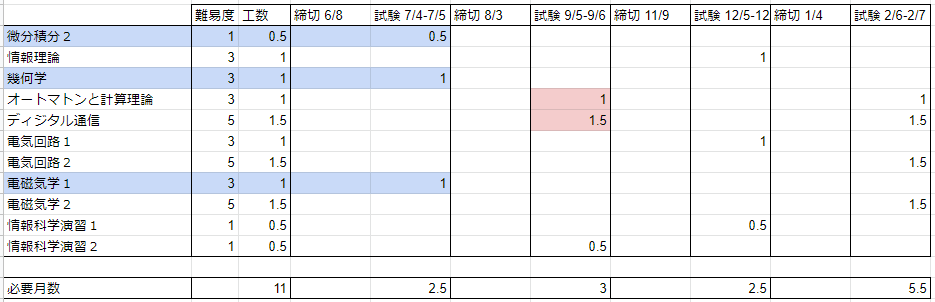 難易度 工数 締切 6/8 試験 7/4-7/5 締切 8/3 試験 9/5-9/6 締切 11/9 試験 12/5-12 締切 1/4 試験 2/6-2/7
微分積分２ 1 0.5 0.5
情報理論 3 1 1
幾何学 3 1 1
オートマトンと計算理論 3 1 1 1
ディジタル通信 5 1.5 1.5 1.5
電気回路１ 3 1 1
電気回路２ 5 1.5 1.5
電磁気学１ 3 1 1
電磁気学２ 5 1.5 1.5
情報科学演習１ 1 0.5 0.5
情報科学演習２ 1 0.5 0.5
必要月数 11 2.5 3 2.5 5.5